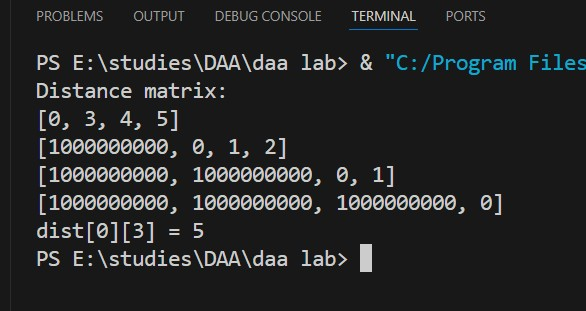 PROBLEMS OUTPUT DEBUG CONSOLE TERMINAL PORTS
PS E:\studies\DAA\daa lab> & "C:/Program Files
Distance matrix:
[0, 3, 4, 5]
[1000000000, 0, 1, 2]
[1000000000, 1000000000, 0, 1]
[1000000000, 1000000000, 1000000000, 0]
dist[0][3] = 5
PS E:\studies\DAA\daa lab>